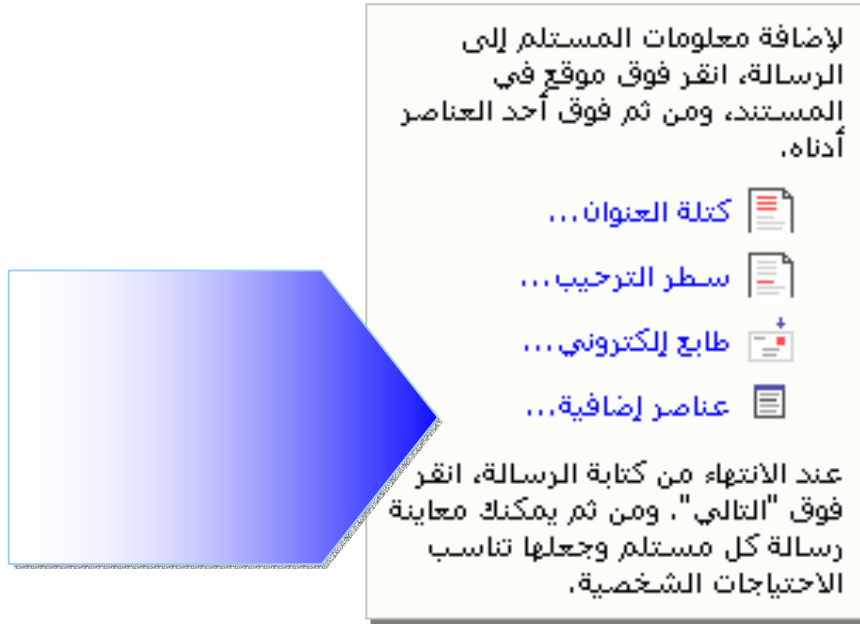 لإضافة معلومات المستلم إلى
الرسالة، انقر فوق موقع في
المستند، ومن ثم فوق أحد العناصر
أدناه.
كتلة العنوان...
سطر الترحيب...
طابع إلكتروني...
عناصر إضافية...
عند الانتهاء من كتابة الرسالة، انقر
فوق "التالي". ومن ثم يمكنك معاينة
رسالة كل مستلم وجعلها تناسب
الاحتياجات الشخصية.